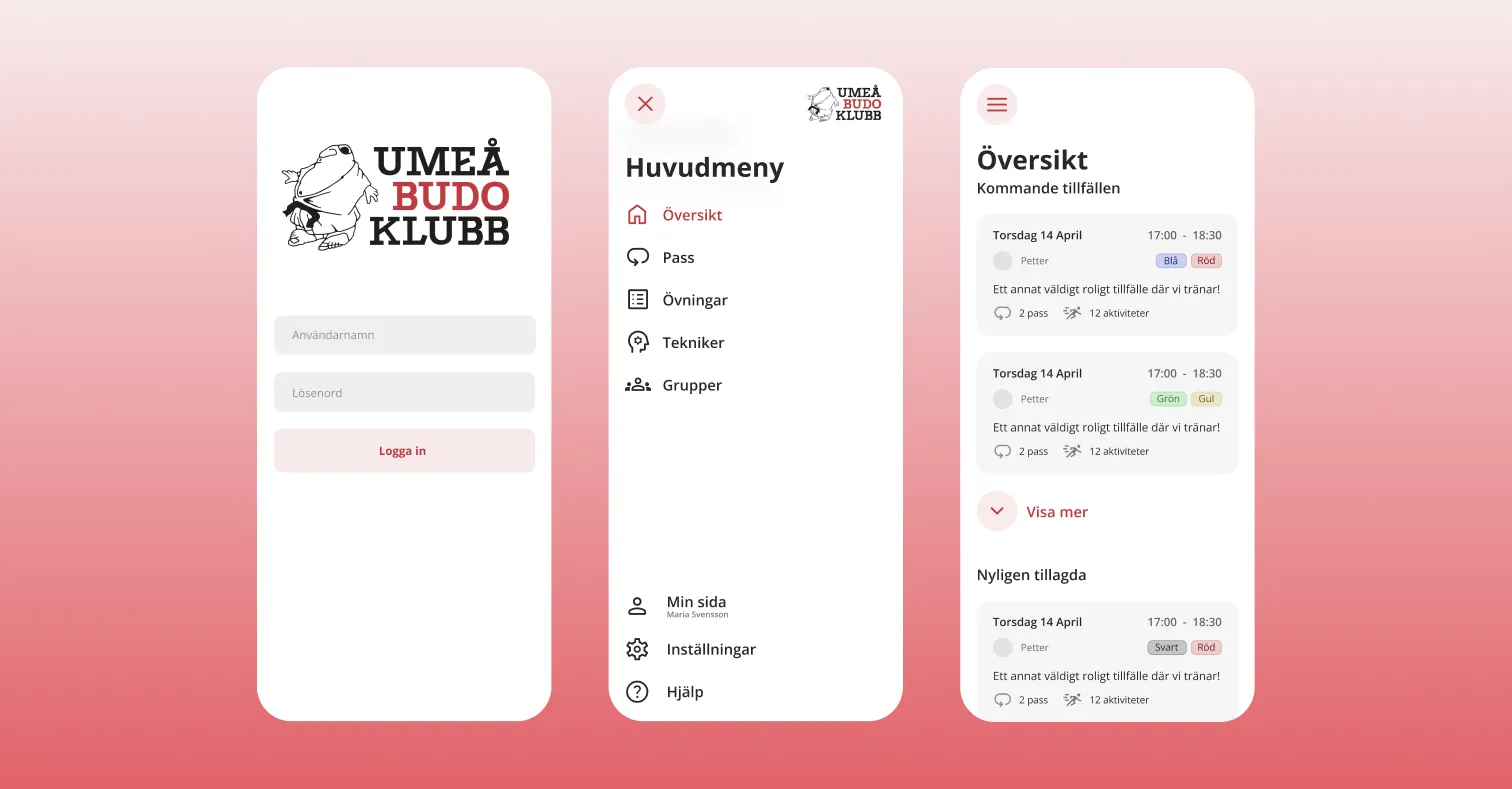 UMEÅ
BUDO
KLUBB
Användarnamn
Lösenord
Logga in
UMEÅ
BUDO
KLUBB
Huvudmeny
Översikt
Pass
Övningar
Tekniker
Grupper
Min sida
Maria Svensson
Inställningar
Hjälp
Översikt
Kommande tillfällen
Torsdag 14 April 17:00 - 18:30
Petter Blå Röd
Ett annat väldigt roligt tillfälle där vi tränar!
2 pass 12 aktiviteter
Torsdag 14 April 17:00 - 18:30
Petter Grön Gul
Ett annat väldigt roligt tillfälle där vi tränar!
2 pass 12 aktiviteter
Visa mer
Nyligen tillagda
Torsdag 14 April 17:00 - 18:30
Petter Svart Röd
Ett annat väldigt roligt tillfälle där vi tränar!
2 pass 12 aktiviteter